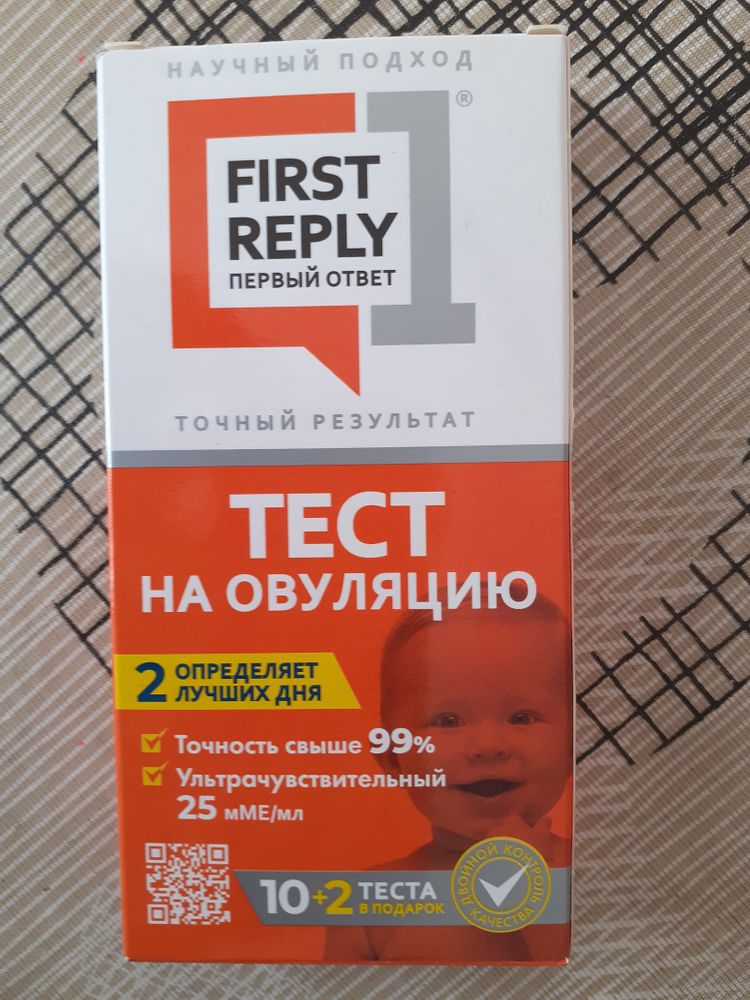 НАУЧНЫЙ ПОДХОД
®
FIRST
REPLY
ПЕРВЫЙ ОТВЕТ
1
ТОЧНЫЙ РЕЗУЛЬТАТ
ТЕСТ
НА ОВУЛЯЦИЮ
2 ОПРЕДЕЛЯЕТ
ЛУЧШИХ ДНЯ
Точность свыше 99%
Ультрачувствительный
25 мМЕ/мл
10+2 ТЕСТА
В ПОДАРОК
ДВОЙНОЙ КОНТРОЛЬ
КАЧЕСТВА